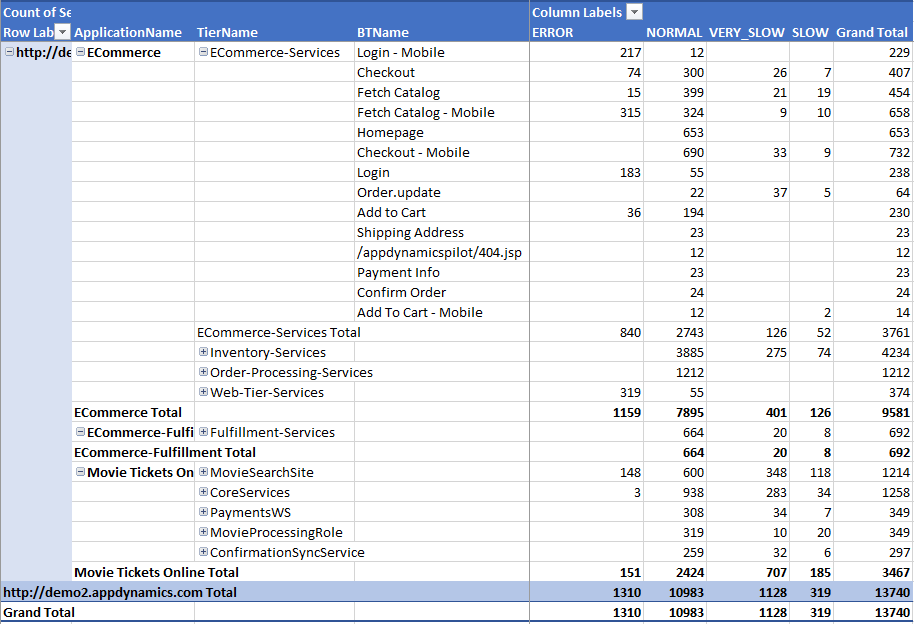 Count of Se Column Labels
Row Lab ApplicationName TierName BTName ERROR NORMAL VERY_SLOW SLOW Grand Total
http://de ECommerce ECommerce-Services Login - Mobile 217 12 229
Checkout 74 300 26 7 407
Fetch Catalog 15 399 21 19 454
Fetch Catalog - Mobile 315 324 9 10 658
Homepage 653 653
Checkout - Mobile 690 33 9 732
Login 183 55 238
Order.update 22 37 5 64
Add to Cart 36 194 230
Shipping Address 23 23
/appdynamicspilot/404.jsp 12 12
Payment Info 23 23
Confirm Order 24 24
Add To Cart - Mobile 12 2 14
ECommerce-Services Total 840 2743 126 52 3761
Inventory-Services 3885 275 74 4234
Order-Processing-Services 1212 1212
Web-Tier-Services 319 55 374
ECommerce Total 1159 7895 401 126 9581
ECommerce-Fulfi Fulfillment-Services 664 20 8 692
ECommerce-Fulfillment Total 664 20 8 692
Movie Tickets On MovieSearchSite 148 600 348 118 1214
CoreServices 3 938 283 34 1258
PaymentsWS 308 34 7 349
MovieProcessingRole 319 10 20 349
ConfirmationSyncService 259 32 6 297
Movie Tickets Online Total 151 2424 707 185 3467
http://demo2.appdynamics.com Total 1310 10983 1128 319 13740
Grand Total 1310 10983 1128 319 13740